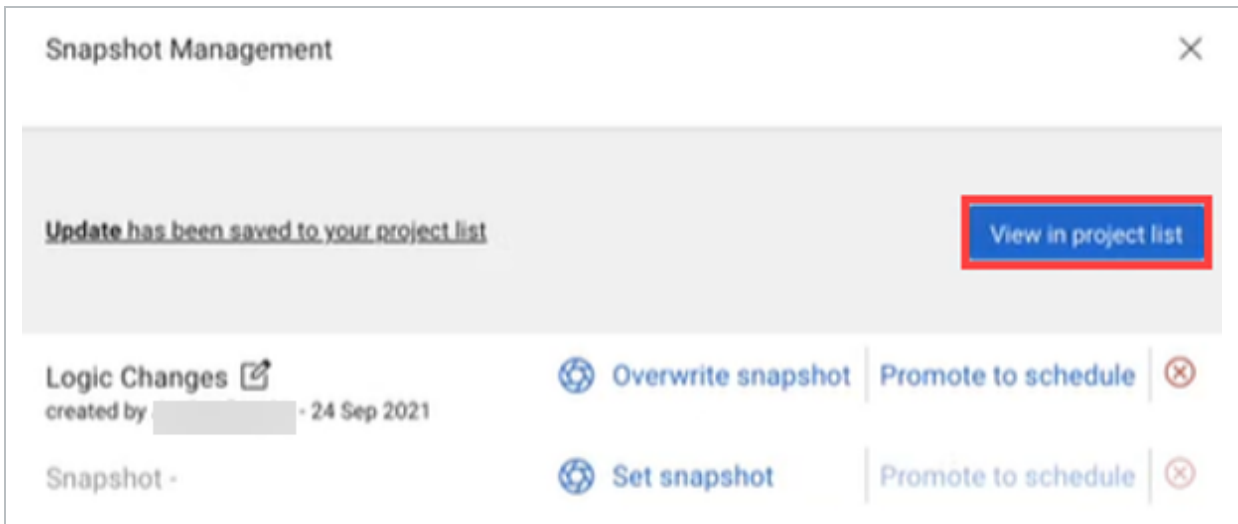 Snapshot Management
Update has been saved to your project list
View in project list
Logic Changes
Overwrite snapshot
Promote to schedule
created by - 24 Sep 2021
Snapshot -
Set snapshot
Promote to schedule